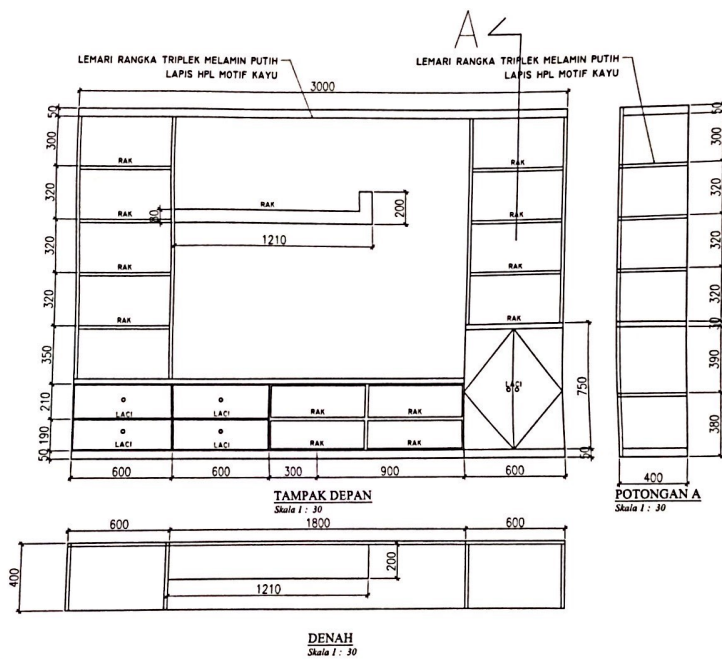 A
LEMARI RANGKA TRIPLEK MELAMIN PUTIH
LAPIS HPL MOTIF KAYU
LEMARI RANGKA TRIPLEK MELAMIN PUTIH
LAPIS HPL MOTIF KAYU
3000
50
300
320
320
320
350
210
190
50
RAK
RAK
RAK
RAK
RAK
80
200
1210
RAK
RAK
RAK
RAK
LACI
750
50
LACI
LACI
RAK
RAK
LACI
LACI
RAK
RAK
600
600
300
900
600
TAMPAK DEPAN
Skala 1 : 30
50
300
320
320
320
30
390
380
400
POTONGAN A
Skala 1 : 30
600
1800
600
400
200
1210
DENAH
Skala 1 : 30